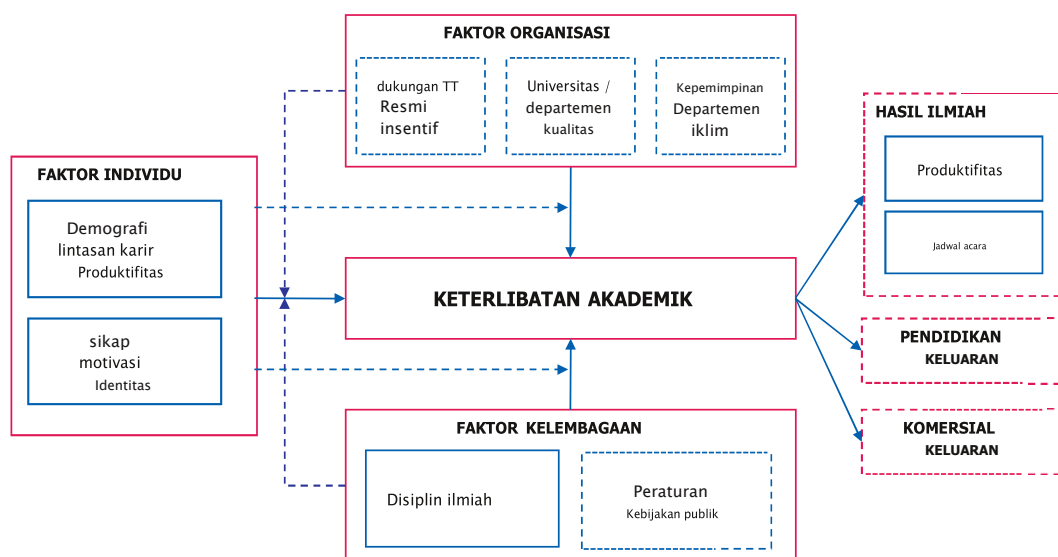 FAKTOR ORGANISASI
dukungan TT
Resmi
insentif
Universitas /
departemen
kualitas
Kepemimpinan
Departemen
iklim
FAKTOR INDIVIDU
Demografi
lintasan karir
Produktifitas
sikap
motivasi
Identitas
KETERLIBATAN AKADEMIK
FAKTOR KELEMBAGAAN
Disiplin ilmiah
Peraturan
Kebijakan publik
HASIL ILMIAH
Produktifitas
Jadwal acara
PENDIDIKAN
KELUARAN
KOMERSIAL
KELUARAN